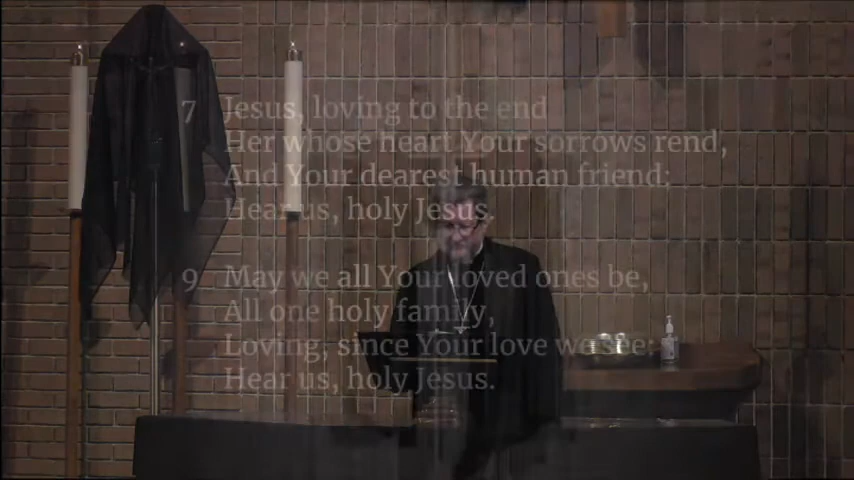 7 Jesus, loving to the end
Her whose heart Your sorrows rend,
And Your dearest human friend;
Hear us, holy Jesus.
9 May we all Your loved ones be,
All one holy family,
Loving, since Your love we see;
Hear us, holy Jesus.